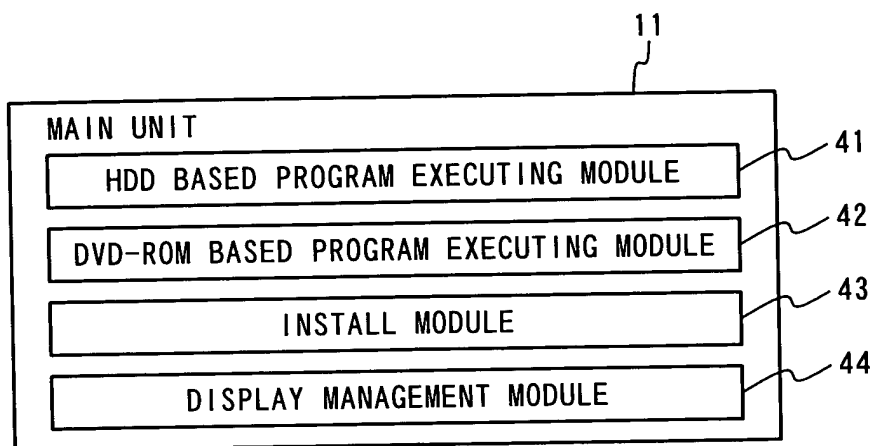 11
MAIN UNIT
HDD BASED PROGRAM EXECUTING MODULE
41
DVD-ROM BASED PROGRAM EXECUTING MODULE
42
INSTALL MODULE
43
DISPLAY MANAGEMENT MODULE
44